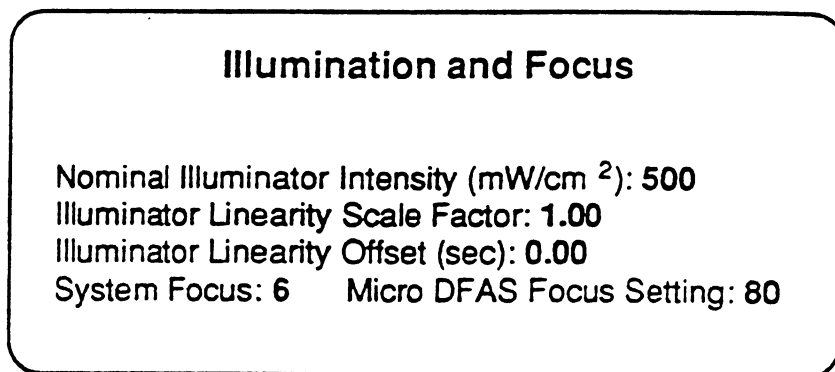 Illumination and Focus
Nominal Illuminator Intensity (mW/cm ²): 500
Illuminator Linearity Scale Factor: 1.00
Illuminator Linearity Offset (sec): 0.00
System Focus: 6 Micro DFAS Focus Setting: 80